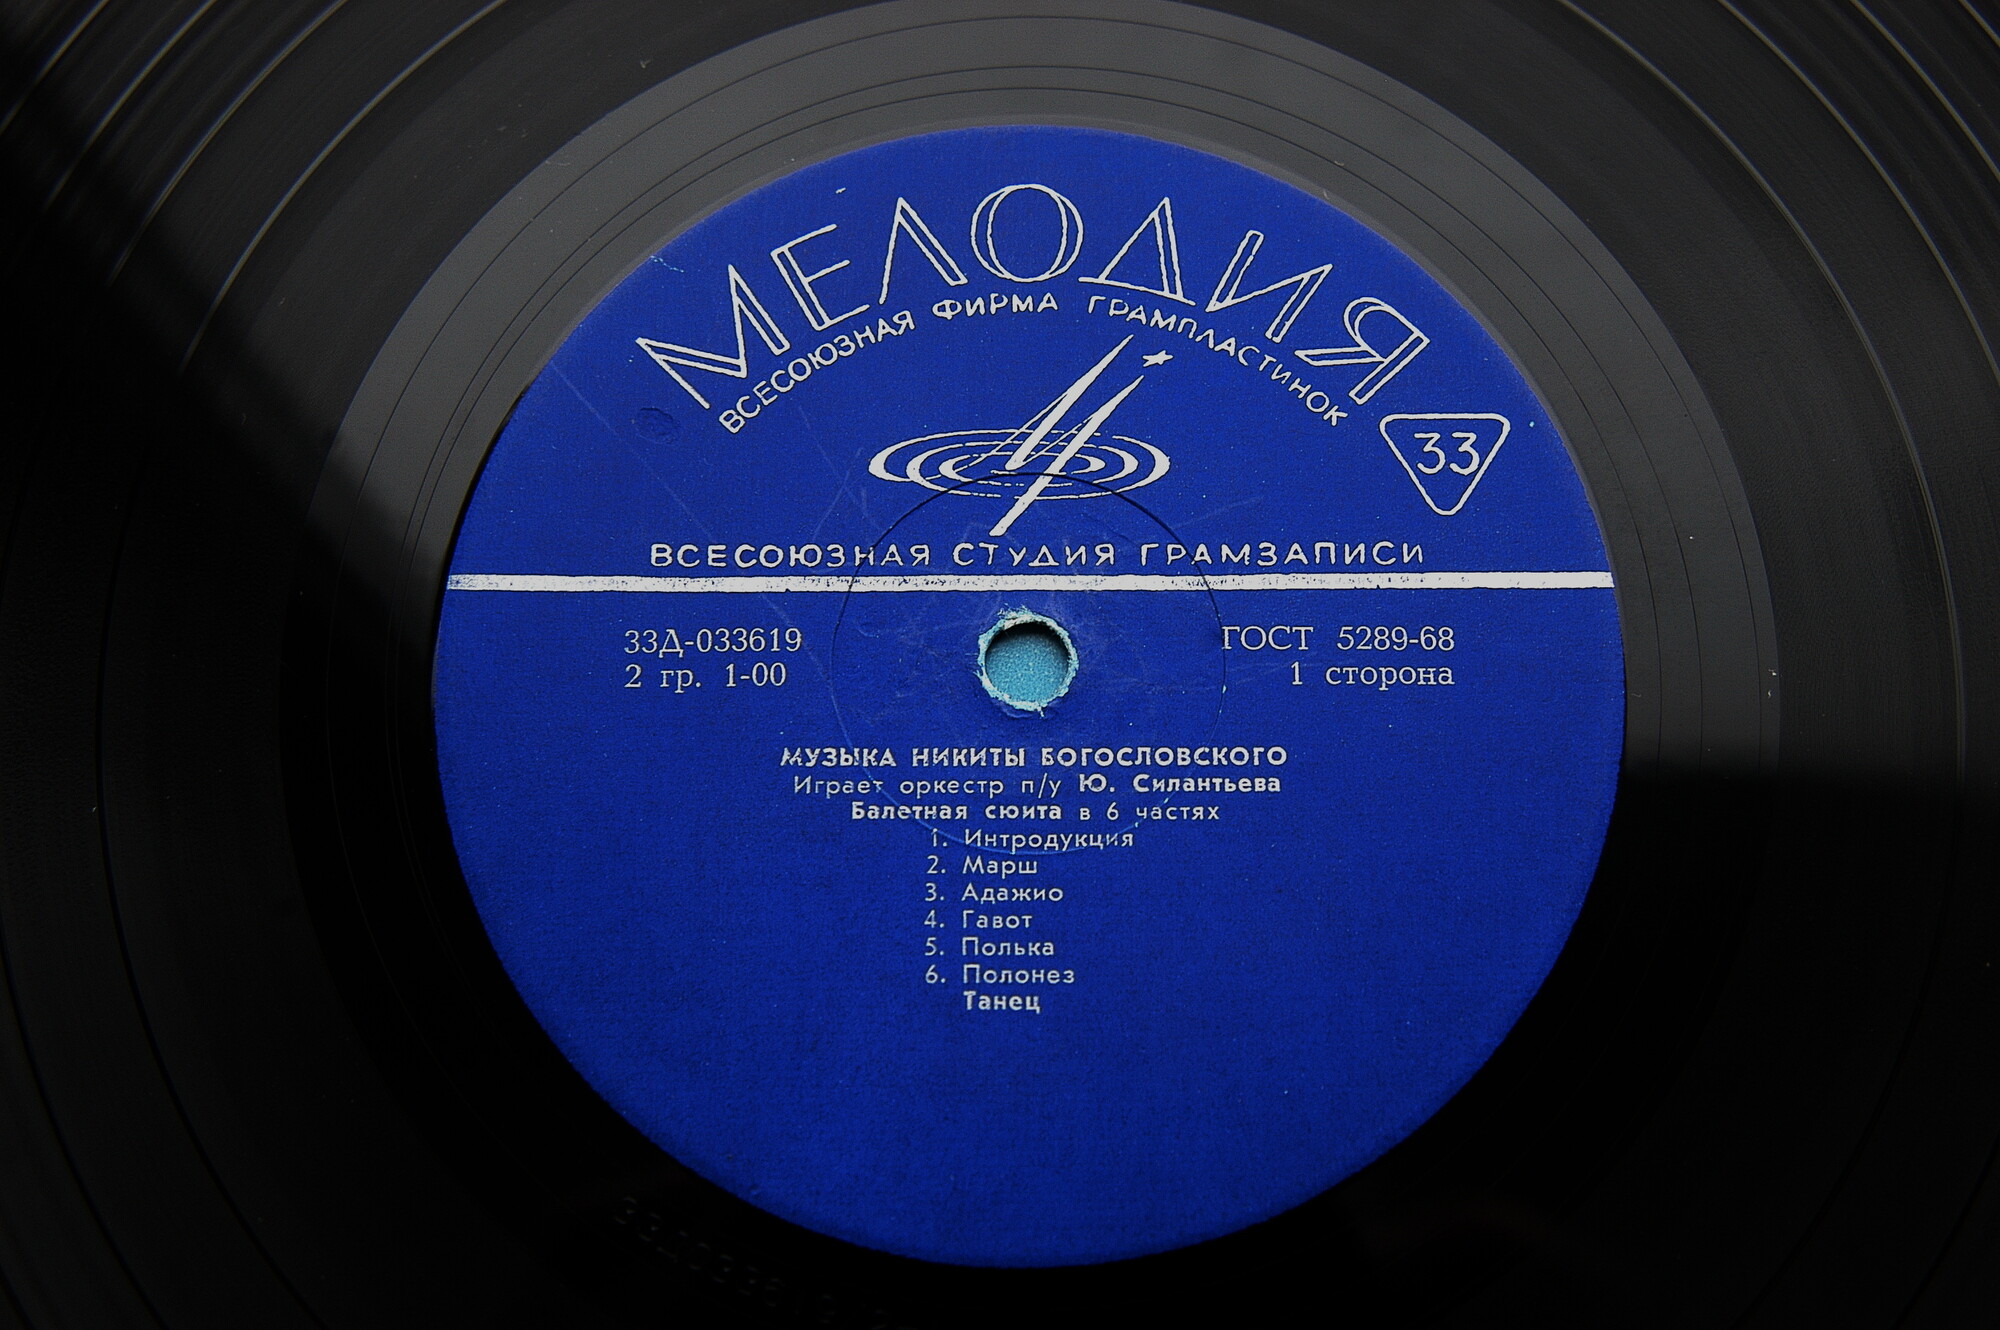 МЕЛОДИЯ
ВСЕСОЮЗНАЯ ФИРМА ГРАМПЛАСТИНОК
33
ВСЕСОЮЗНАЯ СТУДИЯ ГРАМЗАПИСИ
33Д-033619 ГОСТ 5289-68
2 гр. 1-00 1 сторона
МУЗЫКА НИКИТЫ БОГОСЛОВСКОГО
Играет оркестр п/у Ю. Силантьева
Балетная сюита в 6 частях
1. Интродукция
2. Марш
3. Адажио
4. Гавот
5. Полька
6. Полонез
Танец